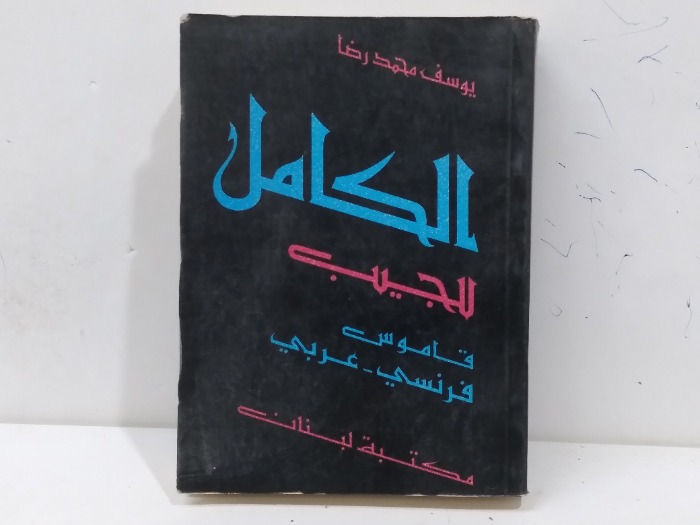 يوسف محمد رضا
الكامل
للجيب
قاموس
فرنسي - عربي
مكتبة لبنان